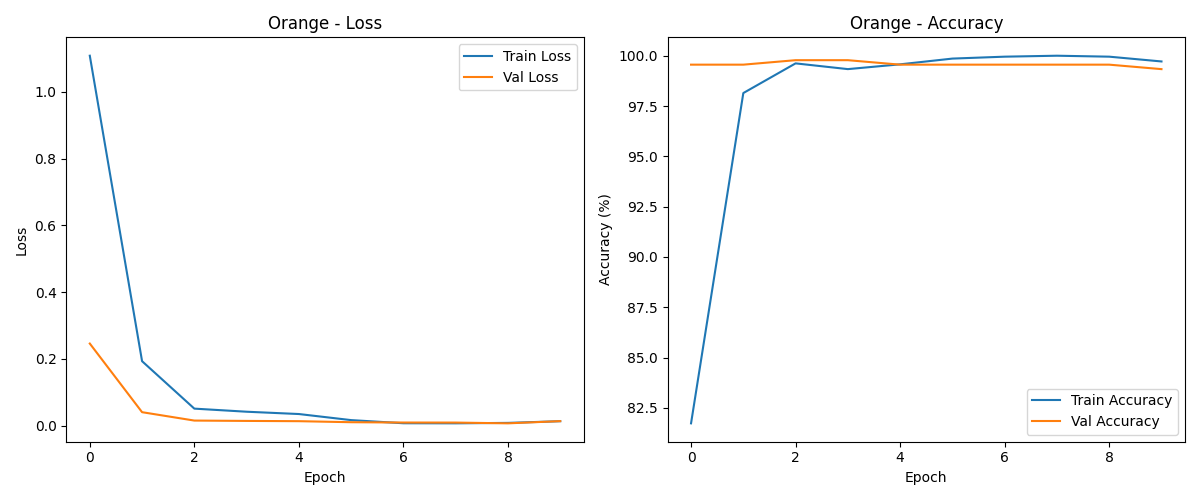 Orange - Loss
Train Loss
Val Loss
1.0
0.8
0.6
0.4
0.2
0.0
Loss
0 2 4 6 8
Epoch
Orange - Accuracy
100.0
97.5
95.0
92.5
90.0
87.5
85.0
82.5
Accuracy (%)
Train Accuracy
Val Accuracy
0 2 4 6 8
Epoch